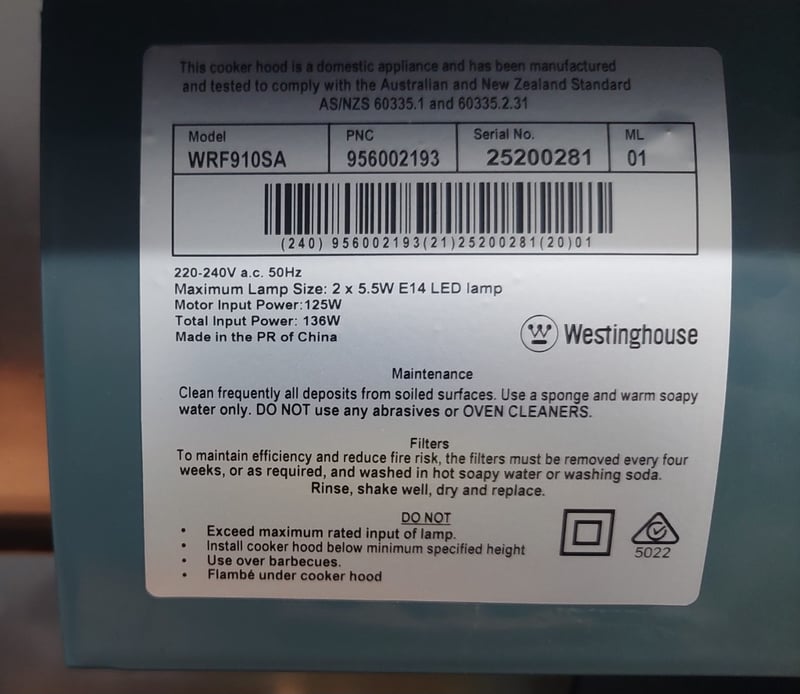 This cooker hood is a domestic appliance and has been manufactured
and tested to comply with the Australian and New Zealand Standard
AS/NZS 60335.1 and 60335.2.31
Model PNC Serial No. ML
WRF910SA 956002193 25200281 01
(240) 956002193(21)25200281(20)01
220-240V a.c. 50Hz
Maximum Lamp Size: 2 x 5.5W E14 LED lamp
Motor Input Power:125W
Total Input Power: 136W
Made in the PR of China
W Westinghouse
Maintenance
Clean frequently all deposits from soiled surfaces. Use a sponge and warm soapy
water only. DO NOT use any abrasives or OVEN CLEANERS.
Filters
To maintain efficiency and reduce fire risk, the filters must be removed every four
weeks, or as required, and washed in hot soapy water or washing soda.
Rinse, shake well, dry and replace.
DO NOT
• Exceed maximum rated input of lamp.
• Install cooker hood below minimum specified height
• Use over barbecues.
• Flambé under cooker hood
5022